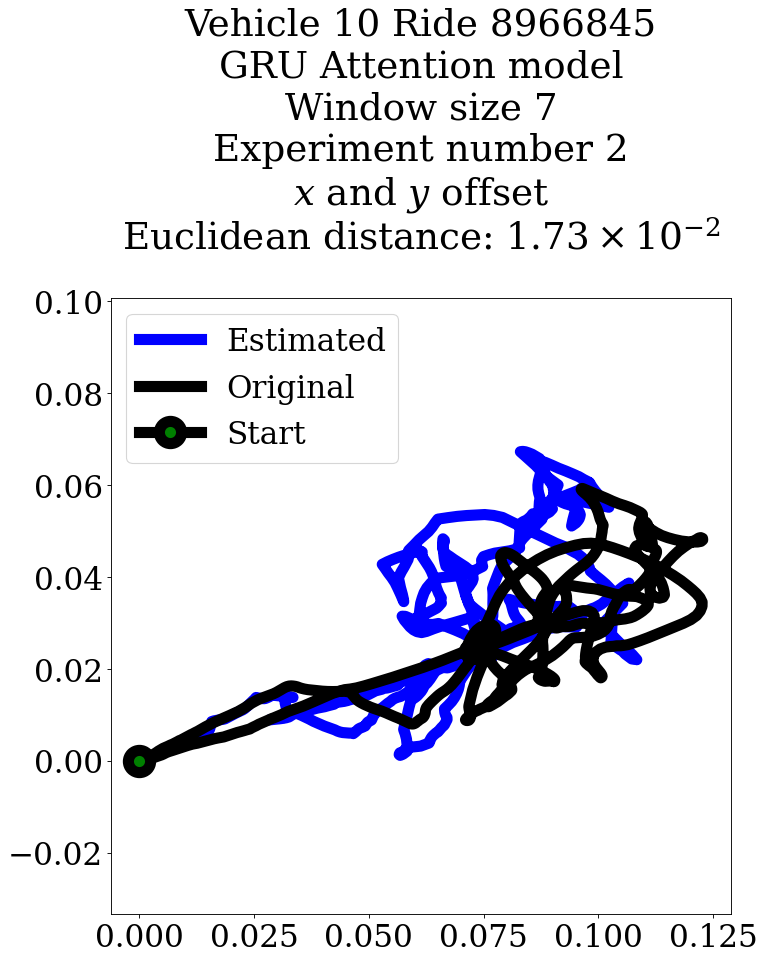 Vehicle 10 Ride 8966845
GRU Attention model
Window size 7
Experiment number 2
x and y offset
Euclidean distance: 1.73 × 10⁻²
0.10
0.08
0.06
0.04
0.02
0.00
−0.02
Estimated
Original
Start
0.000 0.025 0.050 0.075 0.100 0.125